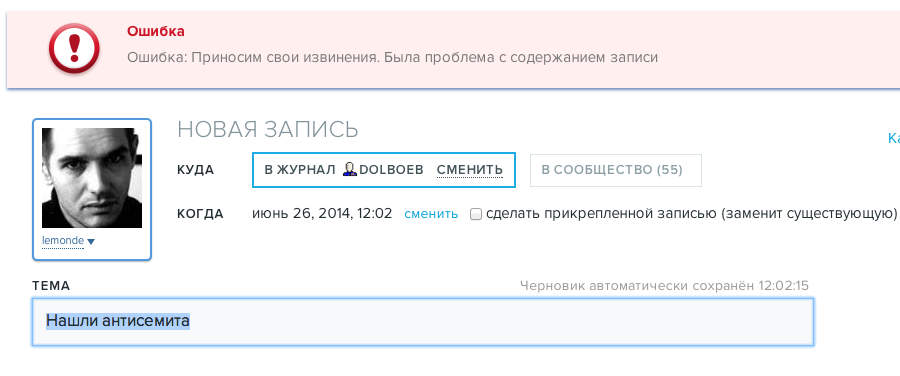 Ошибка
Ошибка: Приносим свои извинения. Была проблема с содержанием записи
НОВАЯ ЗАПИСЬ
КУДА В ЖУРНАЛ DOLBOEB СМЕНИТЬ В СООБЩЕСТВО (55)
КОГДА июнь 26, 2014, 12:02 сменить сделать прикрепленной записью (заменит существующую)
lemonde
ТЕМА Черновик автоматически сохранён 12:02:15
Нашли антисемита